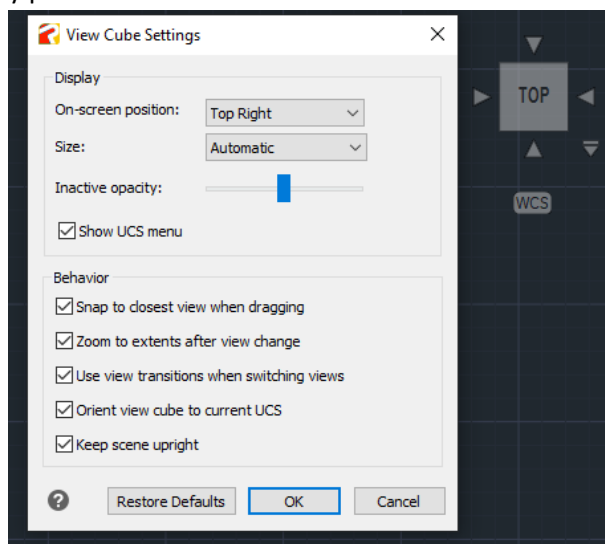 View Cube Settings
Display
On-screen position: Top Right
Size: Automatic
Inactive opacity:
Show UCS menu
Behavior
Snap to closest view when dragging
Zoom to extents after view change
Use view transitions when switching views
Orient view cube to current UCS
Keep scene upright
? Restore Defaults OK Cancel
TOP
WCS